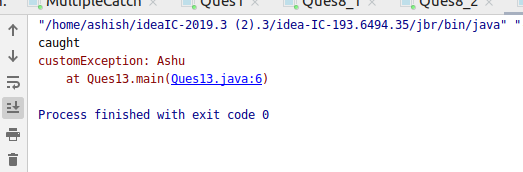 MultipleCatch Ques1 Ques8_1 Ques8_2
"/home/ashish/ideaIC-2019.3 (2).3/idea-IC-193.6494.35/jbr/bin/java" "
caught
customException: Ashu
at Ques13.main(Ques13.java:6)
Process finished with exit code 0